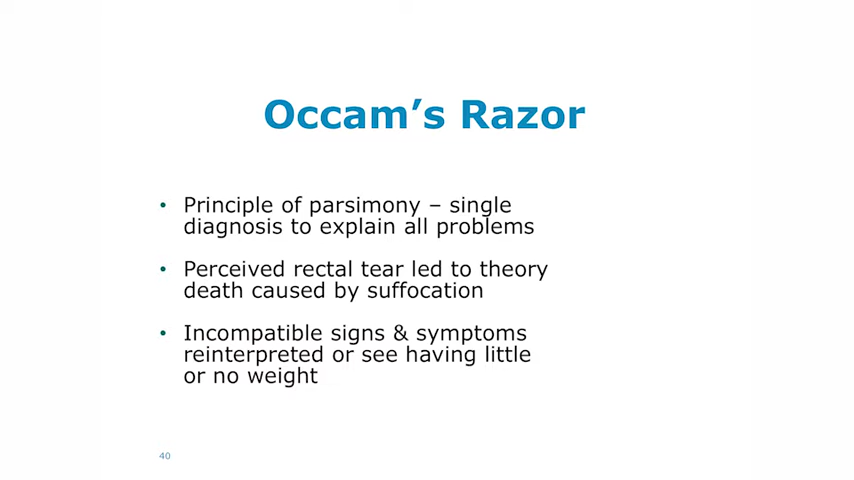 Occam’s Razor
• Principle of parsimony – single
diagnosis to explain all problems
• Perceived rectal tear led to theory
death caused by suffocation
• Incompatible signs & symptoms
reinterpreted or see having little
or no weight
40